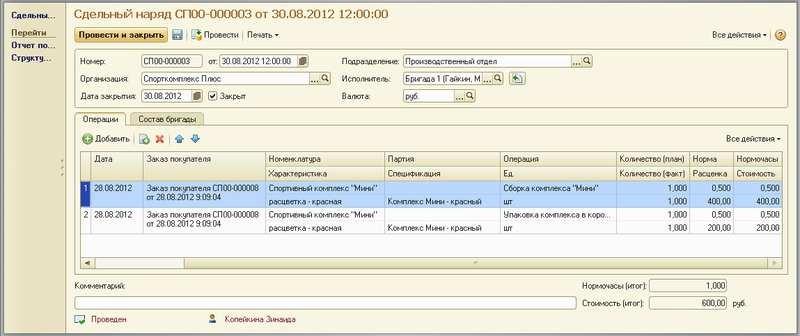 Сдельны...
Перейти
Отчет по...
Структу...
Сдельный наряд СП00-000003 от 30.08.2012 12:00:00
Провести и закрыть Провести Печать Все действия
Номер: СП00-000003 от: 30.08.2012 12:00:00 Подразделение: Производственный отдел ...
Организация: Спорткомплекс Плюс ... Исполнитель: Бригада 1 (Гайкин, М ...
Дата закрытия: 30.08.2012 Закрыт Валюта: руб. ...
Операции Состав бригады
Добавить Все действия
Дата Заказ покупателя Номенклатура Партия Операция Количество (план) Норма Нормочасы
Характеристика Спецификация Ед. Количество (факт) Расценка Стоимость
1 28.08.2012 Заказ покупателя СП00-000008 Спортивный комплекс "Мини" Сборка комплекса "Мини" 1,000 0,500 0,500
от 28.08.2012 9:09:04 расцветка - красная Комплекс Мини - красный шт 1,000 400,00 400,00
2 28.08.2012 Заказ покупателя СП00-000008 Спортивный комплекс "Мини" Упаковка комплекса в коро... 1,000 0,500 0,500
от 28.08.2012 9:09:04 расцветка - красная Комплекс Мини - красный шт 1,000 200,00 200,00
Комментарий: Нормочасы (итог): 1,000
Стоимость (итог): 600,00 руб.
Проведен Копейкина Зинаида